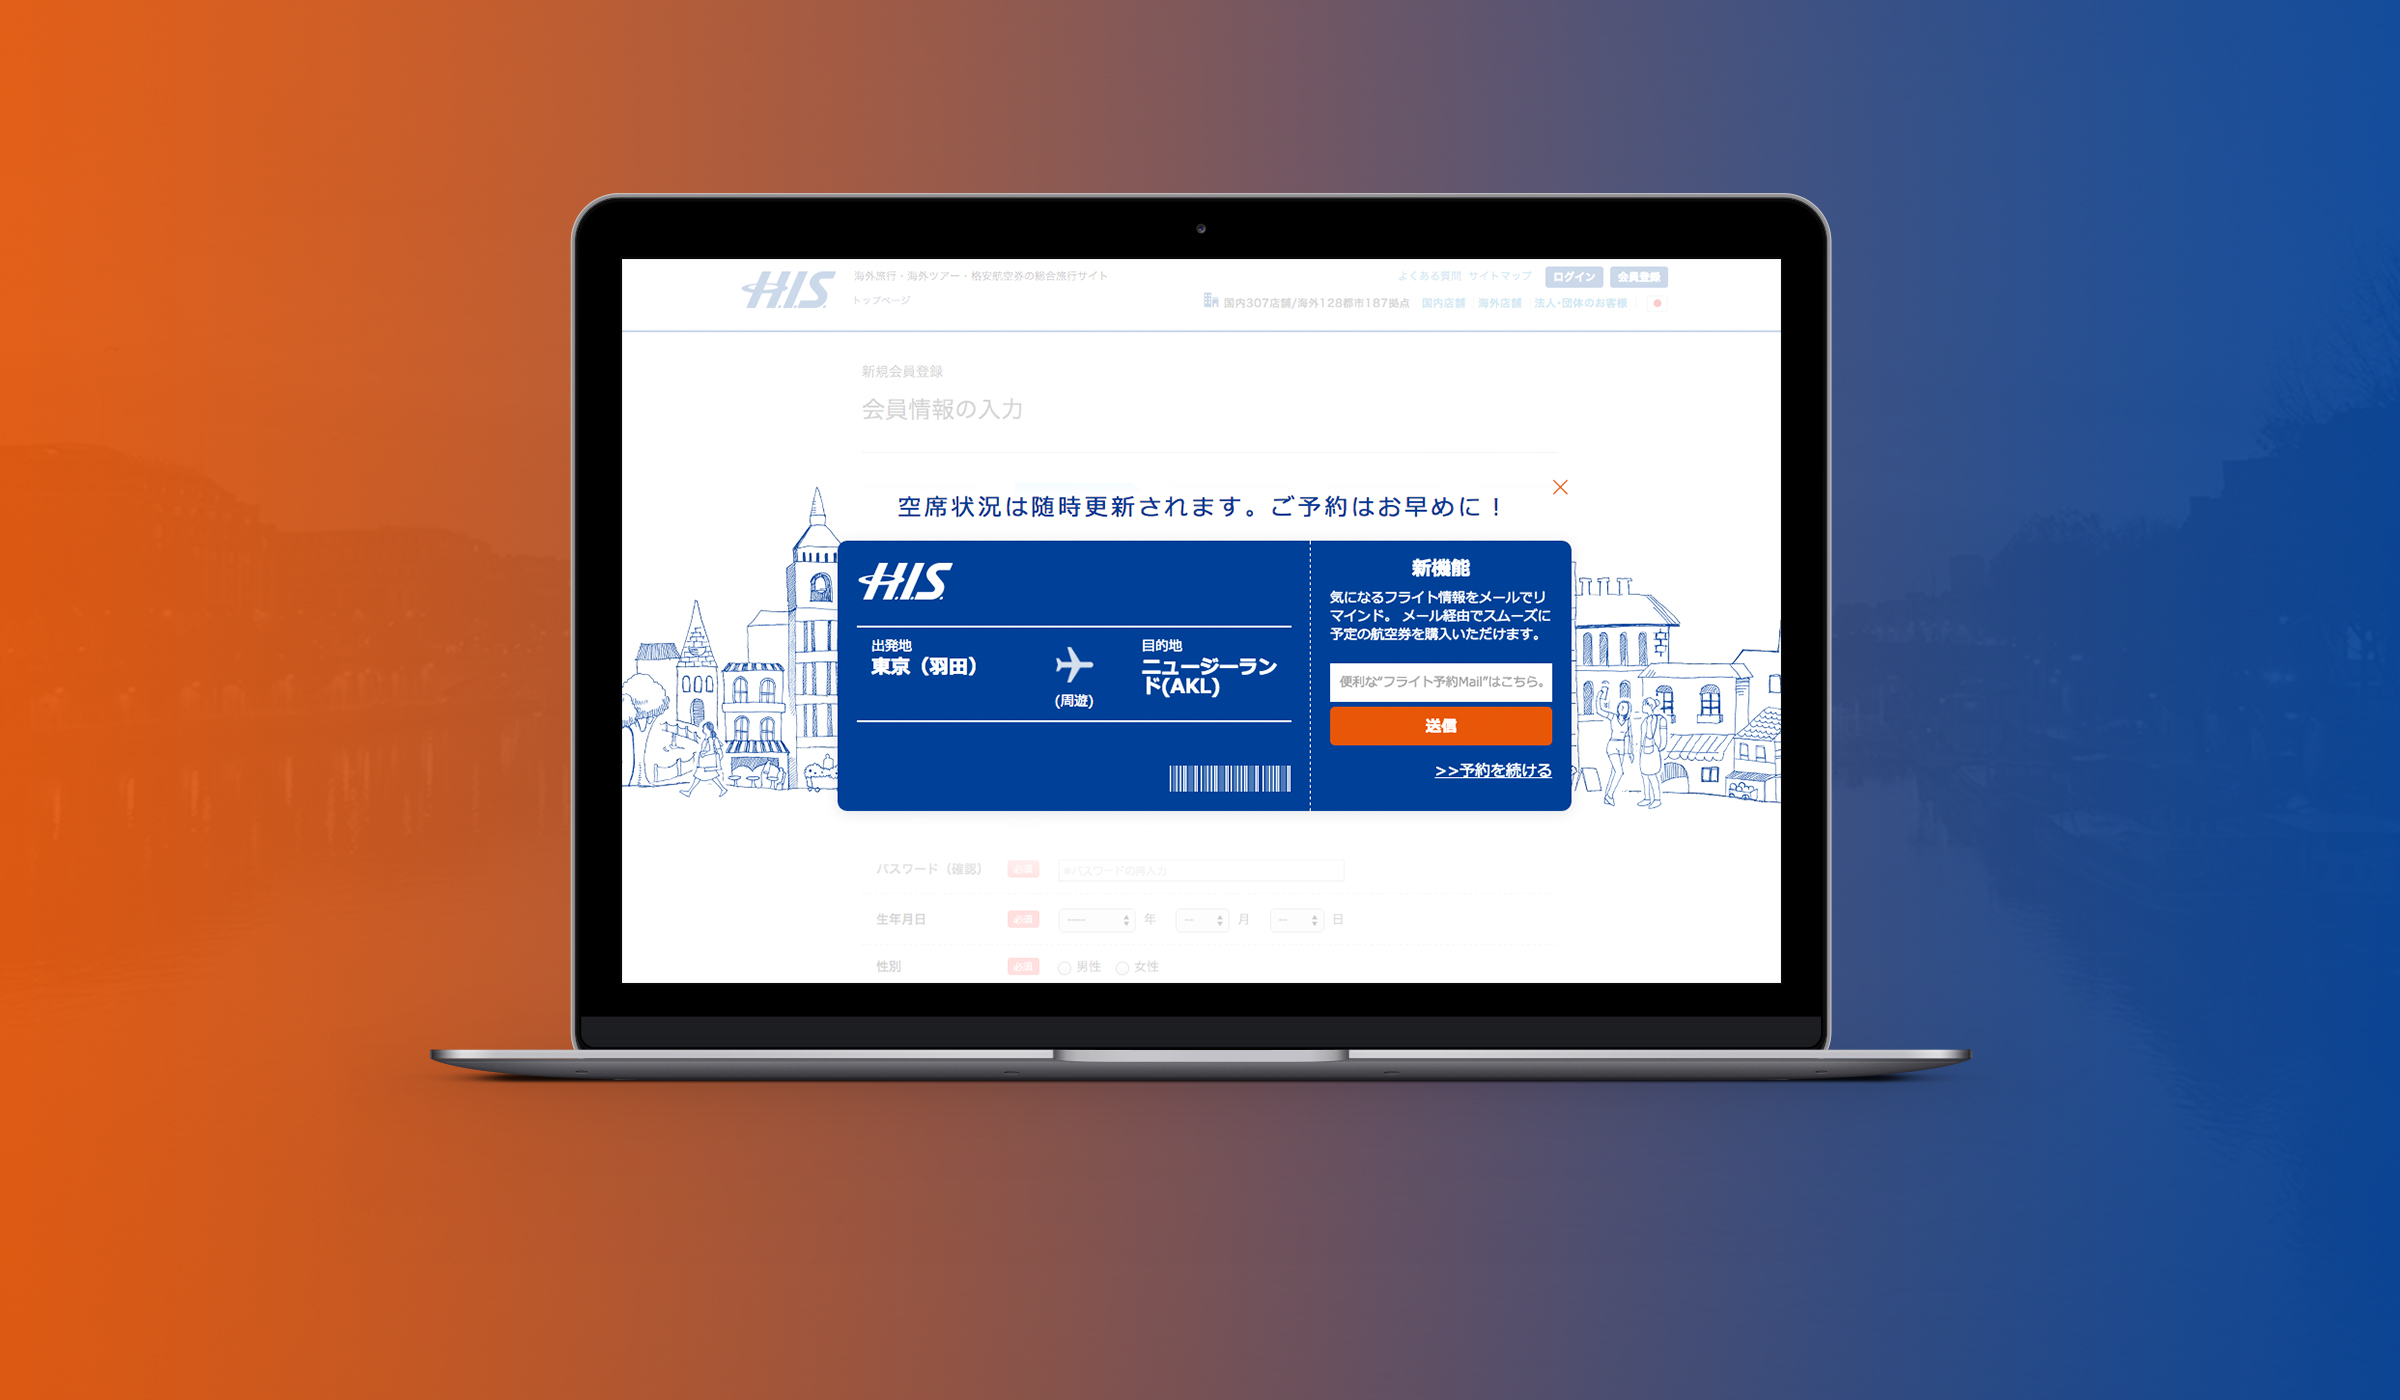 H.I.S.
海外旅行・海外ツアー・格安航空券の総合旅行サイト
よくある質問 サイトマップ ログイン 会員登録
トップページ
国内307店舗/海外128都市187拠点 国内店舗 海外店舗 法人・団体のお客様
新規会員登録
会員情報の入力
空席状況は随時更新されます。ご予約はお早めに！
H.I.S.
出発地
東京（羽田）
(周遊)
目的地
ニュージーラン
ド(AKL)
新機能
気になるフライト情報をメールでリ
マインド。 メール経由でスムーズに
予定の航空券を購入いただけます。
便利な“フライト予約Mail”はこちら。
送信
>>予約を続ける
パスワード（確認） 必須 ※パスワードの再入力
生年月日 必須 ---- 年 -- 月 -- 日
性別 必須 男性 女性